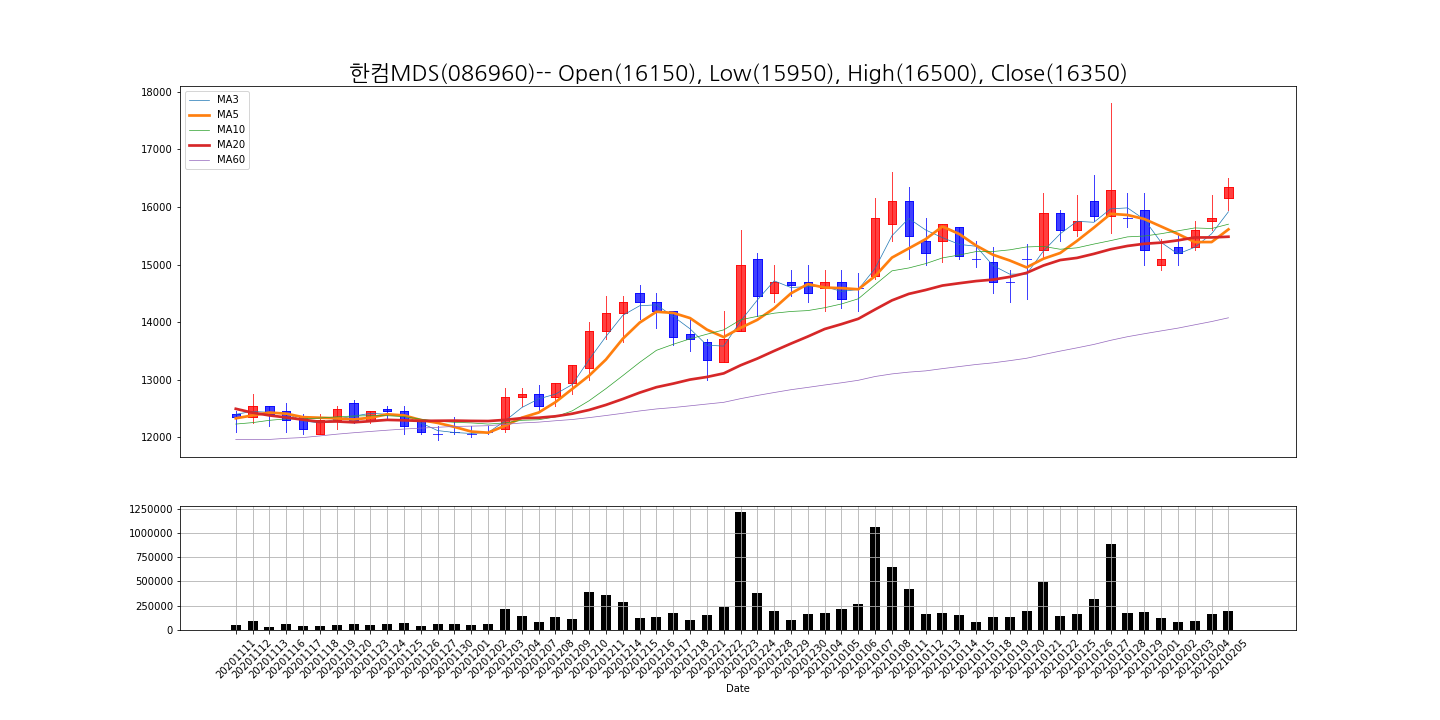 한컴MDS(086960)-- Open(16150), Low(15950), High(16500), Close(16350)
18000
17000
16000
15000
14000
13000
12000
MA3
MA5
MA10
MA20
MA60
1250000
1000000
750000
500000
250000
0
20201111 20201112 20201113 20201116 20201117 20201118 20201119 20201120 20201123 20201124 20201125 20201126 20201127 20201130 20201201 20201202 20201203 20201204 20201207 20201208 20201209 20201210 20201211 20201214 20201215 20201216 20201217 20201218 20201221 20201222 20201223 20201224 20201228 20201229 20201230 20210104 20210105 20210106 20210107 20210108 20210111 20210112 20210113 20210114 20210115 20210118 20210119 20210120 20210121 20210122 20210125 20210126 20210127 20210128 20210129 20210201 20210202 20210203 20210204 20210205
Date